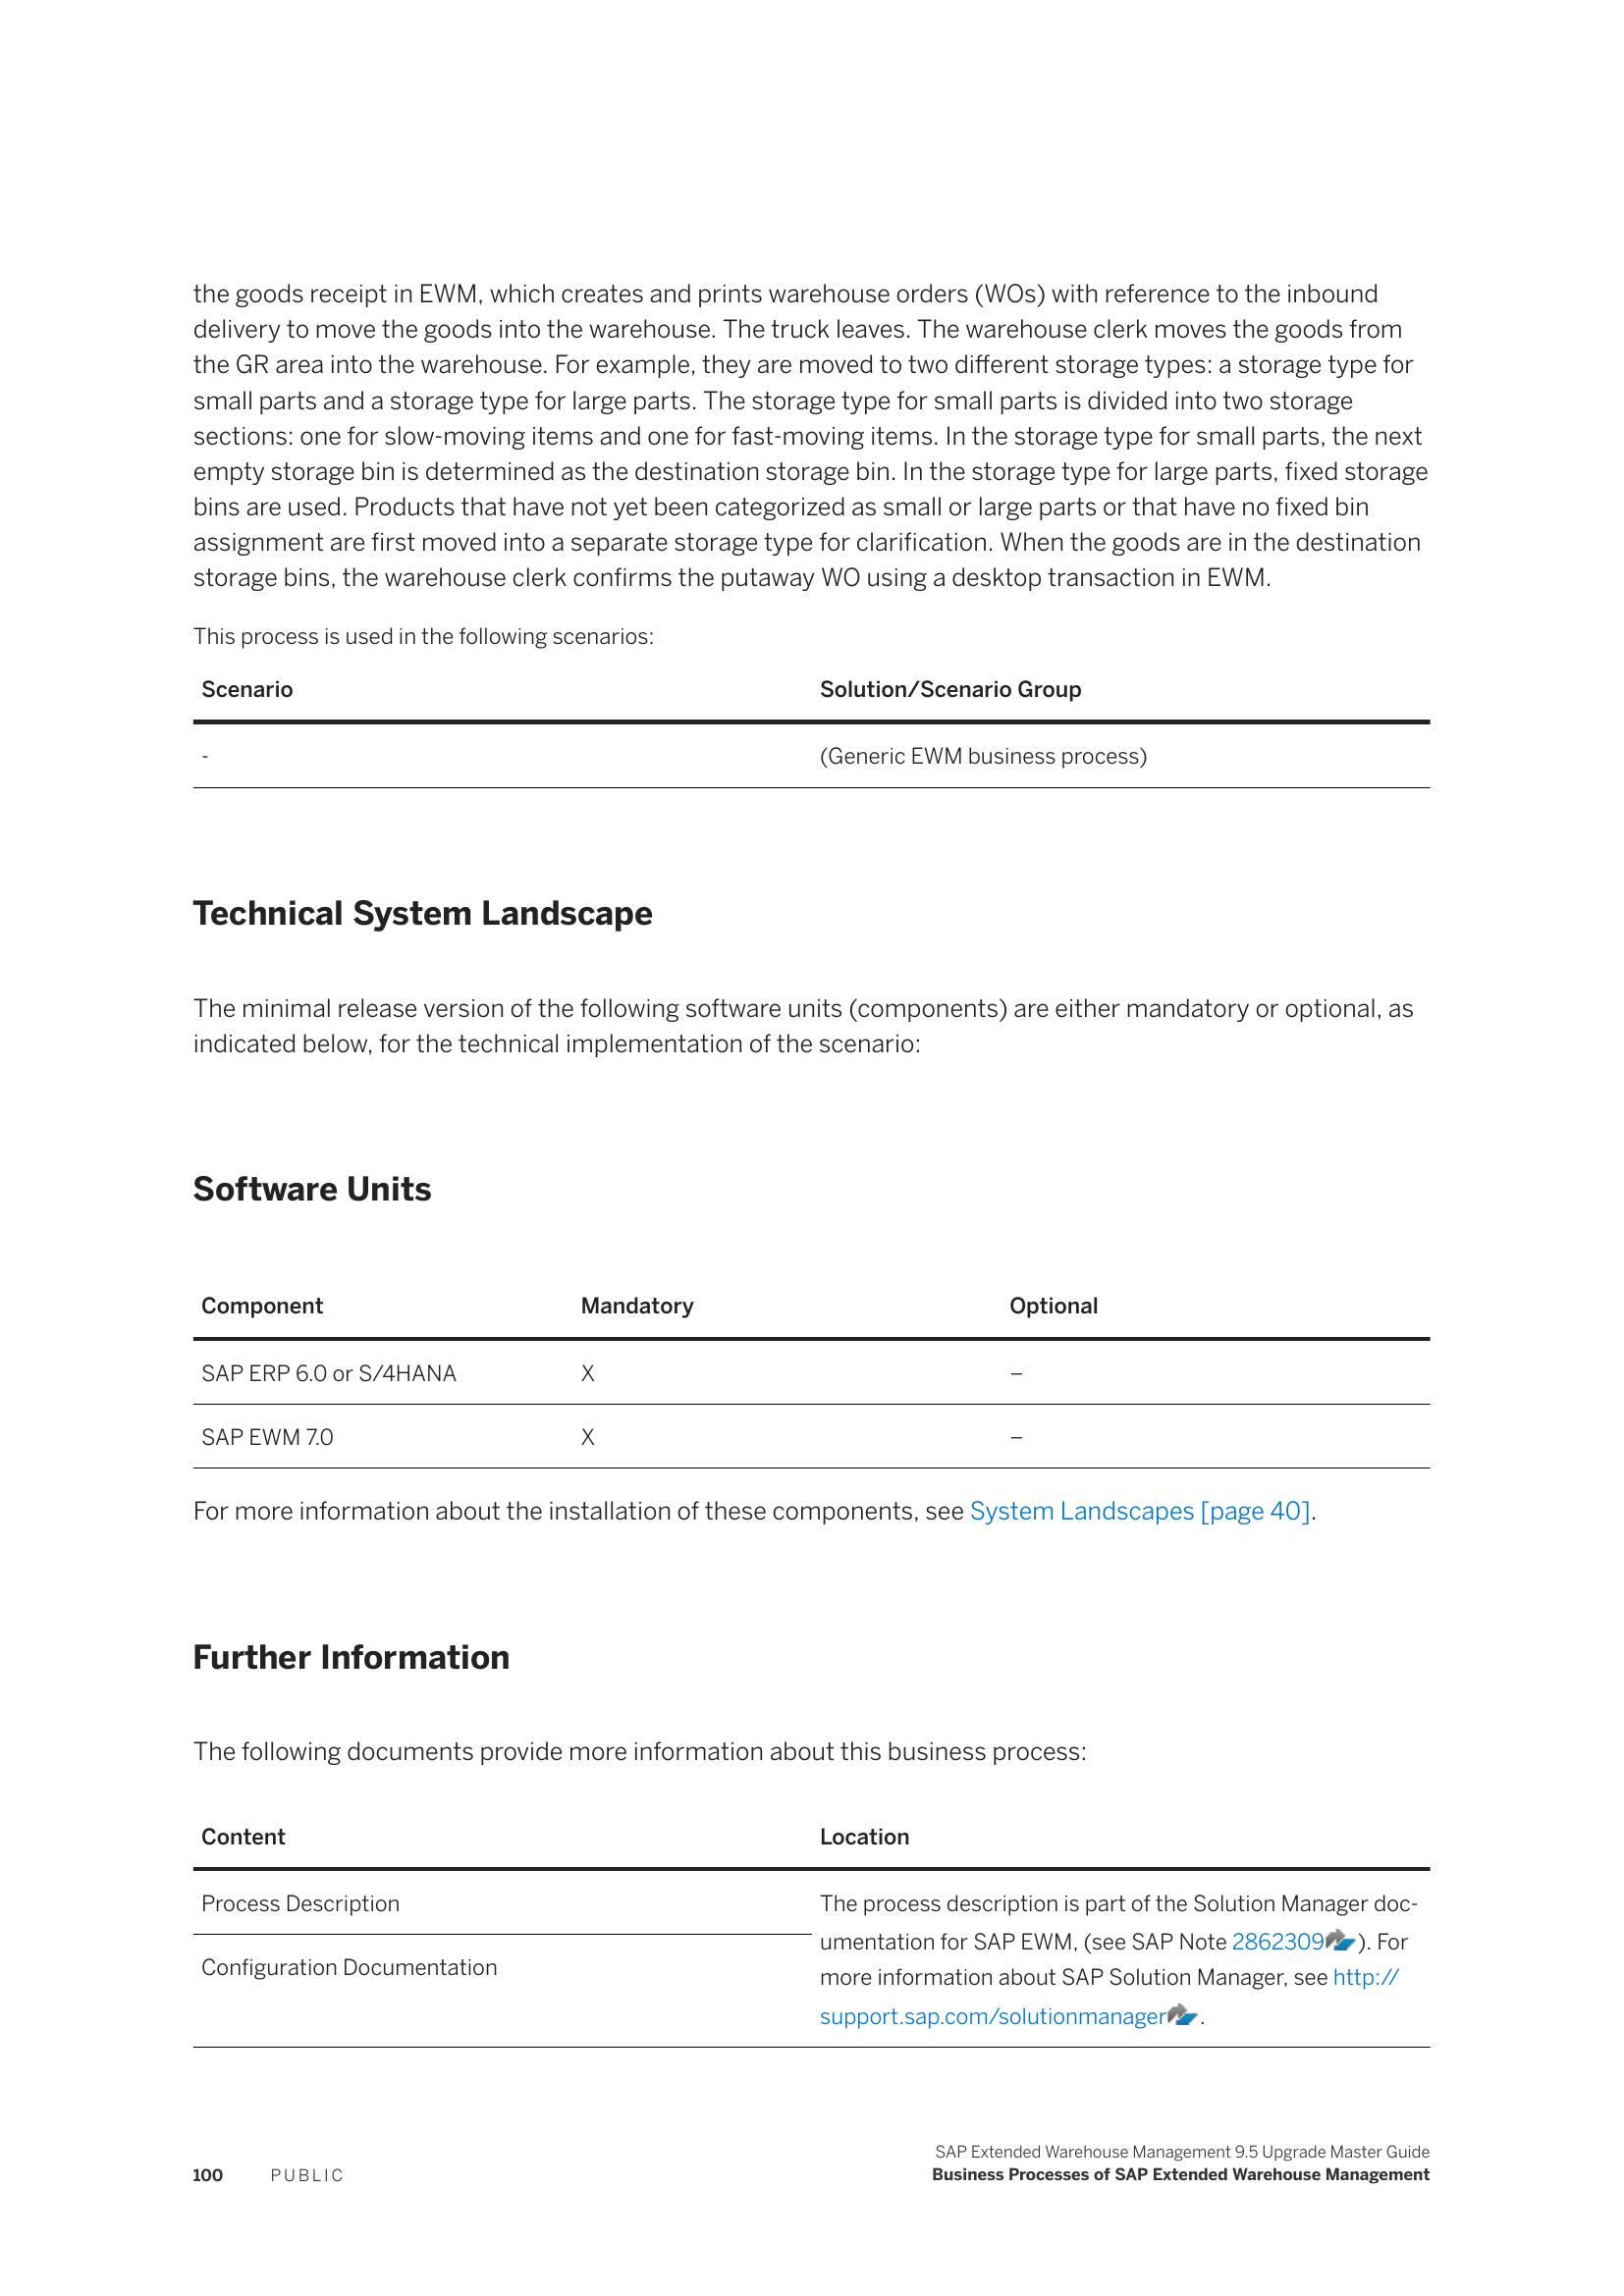 the goods receipt in EWM, which creates and prints warehouse orders (WOs) with reference to the inbound
delivery to move the goods into the warehouse. The truck leaves. The warehouse clerk moves the goods from
the GR area into the warehouse. For example, they are moved to two different storage types: a storage type for
small parts and a storage type for large parts. The storage type for small parts is divided into two storage
sections: one for slow-moving items and one for fast-moving items. In the storage type for small parts, the next
empty storage bin is determined as the destination storage bin. In the storage type for large parts, fixed storage
bins are used. Products that have not yet been categorized as small or large parts or that have no fixed bin
assignment are first moved into a separate storage type for clarification. When the goods are in the destination
storage bins, the warehouse clerk confirms the putaway WO using a desktop transaction in EWM.
This process is used in the following scenarios:
Scenario Solution/Scenario Group
- (Generic EWM business process)
Technical System Landscape
The minimal release version of the following software units (components) are either mandatory or optional, as
indicated below, for the technical implementation of the scenario:
Software Units
Component Mandatory Optional
SAP ERP 6.0 or S/4HANA X –
SAP EWM 7.0 X –
For more information about the installation of these components, see System Landscapes [page 40].
Further Information
The following documents provide more information about this business process:
Content Location
Process Description
Configuration Documentation
The process description is part of the Solution Manager doc-
umentation for SAP EWM, (see SAP Note 2862309). For
more information about SAP Solution Manager, see http://
support.sap.com/solutionmanager.
SAP Extended Warehouse Management 9.5 Upgrade Master Guide
100 PUBLIC Business Processes of SAP Extended Warehouse Management